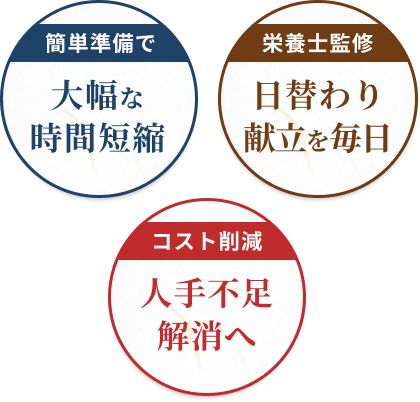 簡単準備で
大幅な
時間短縮
栄養士監修
日替わり
献立を毎日
コスト削減
人手不足
解消へ